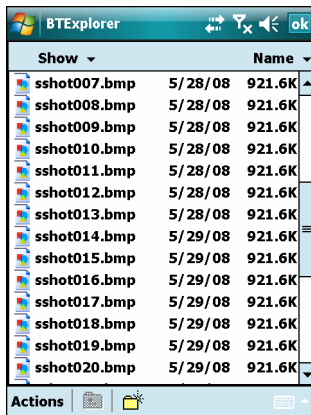 BTExplorer ok
Show Name
sshot007.bmp 5/28/08 921.6K
sshot008.bmp 5/28/08 921.6K
sshot009.bmp 5/28/08 921.6K
sshot010.bmp 5/28/08 921.6K
sshot011.bmp 5/28/08 921.6K
sshot012.bmp 5/28/08 921.6K
sshot013.bmp 5/28/08 921.6K
sshot014.bmp 5/29/08 921.6K
sshot015.bmp 5/29/08 921.6K
sshot016.bmp 5/29/08 921.6K
sshot017.bmp 5/29/08 921.6K
sshot018.bmp 5/29/08 921.6K
sshot019.bmp 5/29/08 921.6K
sshot020.bmp 5/29/08 921.6K
Actions